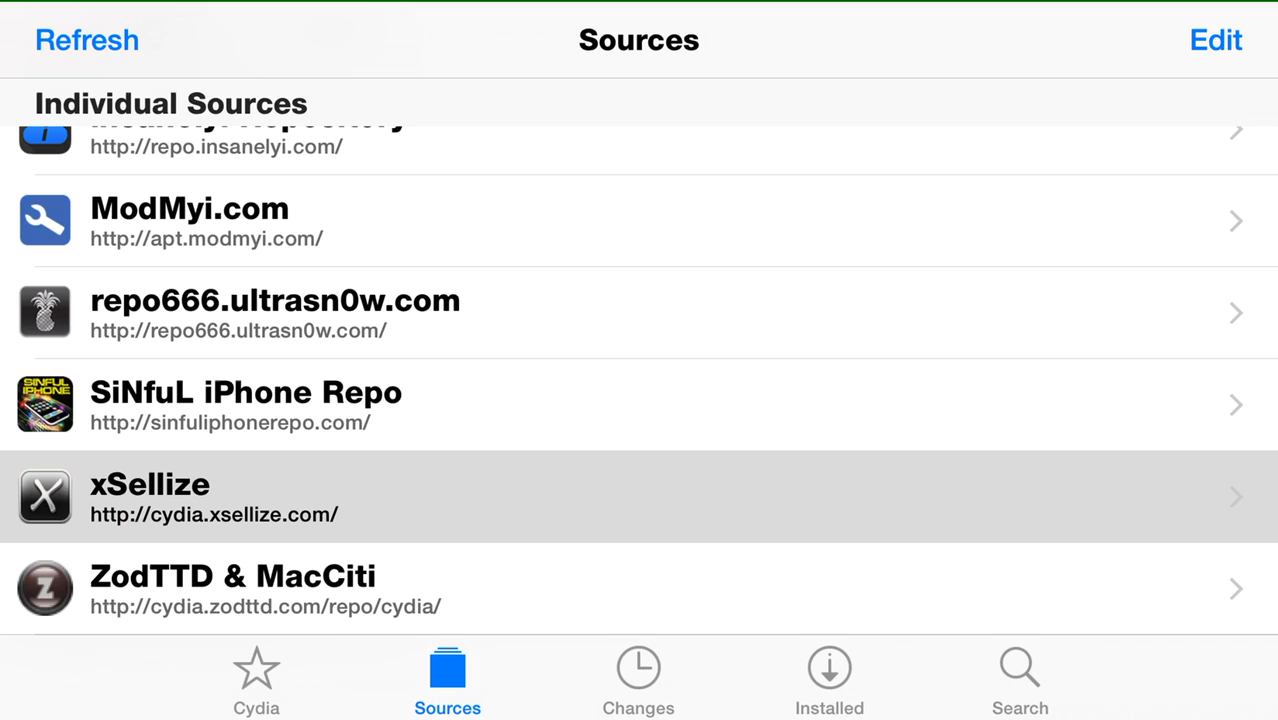 Refresh
Sources
Edit
Individual Sources
http://repo.insanelyi.com/
ModMyi.com
http://apt.modmyi.com/
repo666.ultrasn0w.com
http://repo666.ultrasn0w.com/
SINFUL
IPHONE
SiNfuL iPhone Repo
http://sinfuliphonerepo.com/
X
xSellize
http://cydia.xsellize.com/
Z
ZodTTD & MacCiti
http://cydia.zodttd.com/repo/cydia/
Cydia
Sources
Changes
Installed
Search